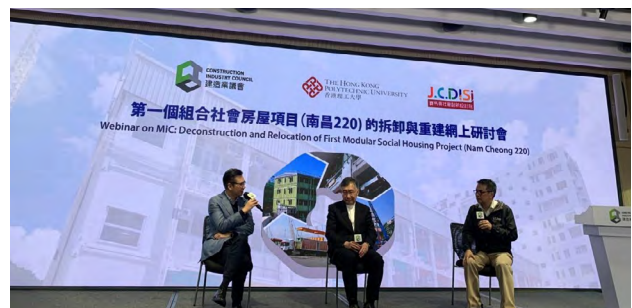 CONSTRUCTION
INDUSTRY COUNCIL
建造業議會
THE HONG KONG
POLYTECHNIC UNIVERSITY
香港理工大學
J.C.DISI
第一個組合社會房屋項目(南昌220)的拆卸與重建網上研討會
Webinar on MiC: Deconstruction and Relocation of First Modular Social Housing Project (Nam Cheong 220)